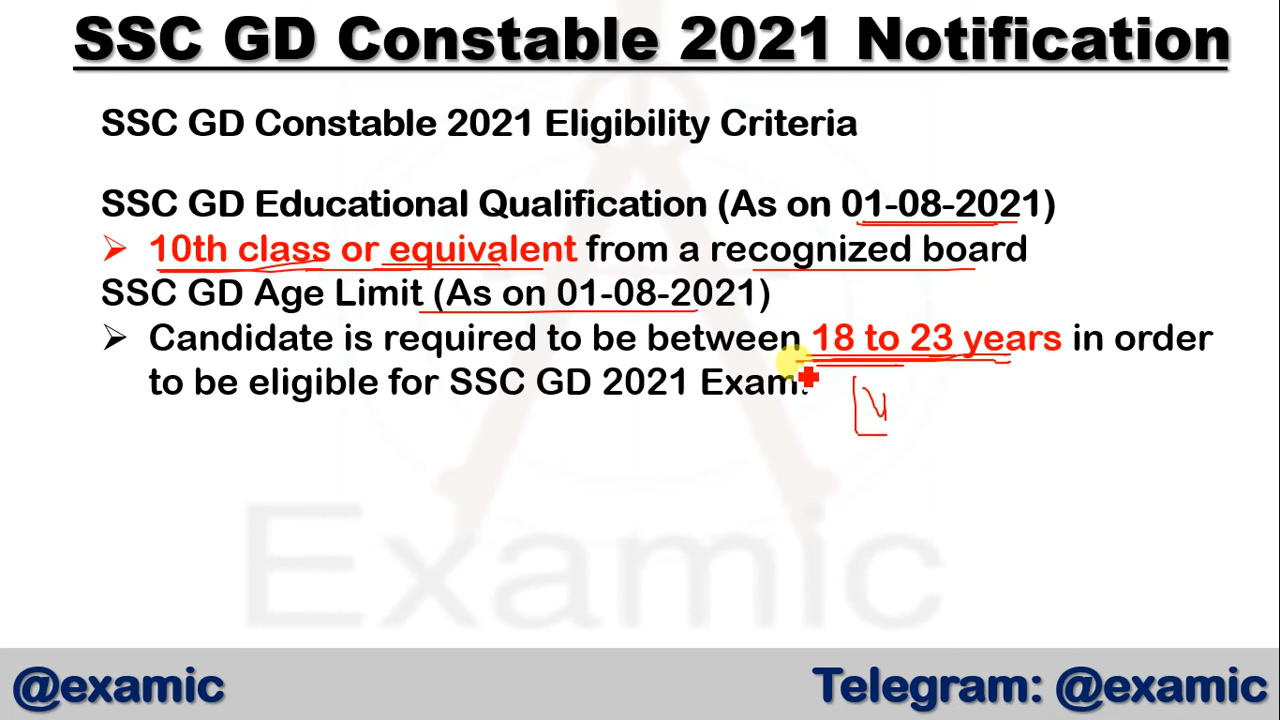 SSC GD Constable 2021 Notification
SSC GD Constable 2021 Eligibility Criteria
SSC GD Educational Qualification (As on 01-08-2021)
➢ 10th class or equivalent from a recognized board
SSC GD Age Limit (As on 01-08-2021)
➢ Candidate is required to be between 18 to 23 years in order
to be eligible for SSC GD 2021 Exam.
Examic
@examic
Telegram: @examic